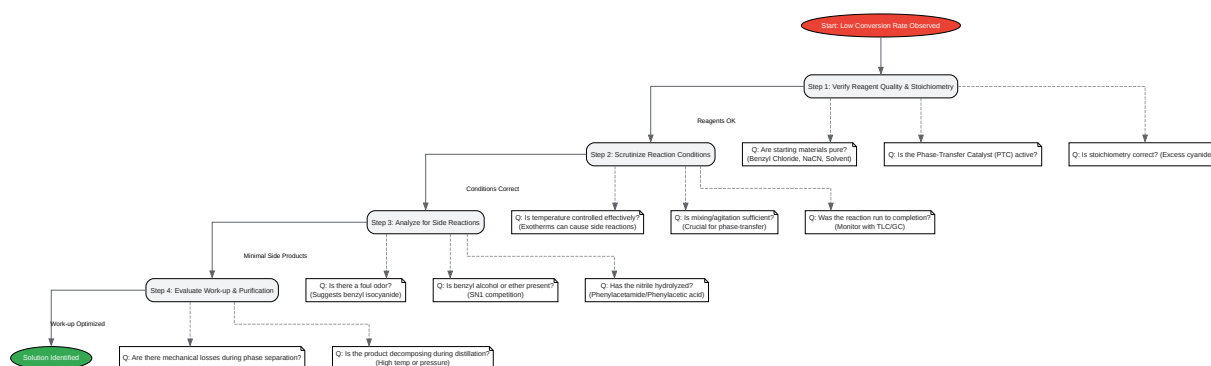 Start: Low Conversion Rate Observed
Step 1: Verify Reagent Quality & Stoichiometry
Reagents OK
Step 2: Scrutinize Reaction Conditions
Q: Are starting materials pure?
(Benzyl Chloride, NaCN, Solvent)
Q: Is the Phase-Transfer Catalyst (PTC) active?
Q: Is stoichiometry correct? (Excess cyanide
Conditions Correct
Step 3: Analyze for Side Reactions
Q: Is temperature controlled effectively?
(Exotherms can cause side reactions)
Q: Is mixing/agitation sufficient?
(Crucial for phase-transfer)
Q: Was the reaction run to completion?
(Monitor with TLC/GC)
Minimal Side Products
Step 4: Evaluate Work-up & Purification
Q: Is there a foul odor?
(Suggests benzyl isocyanide)
Q: Is benzyl alcohol or ether present?
(SN1 competition)
Q: Has the nitrile hydrolyzed?
(Phenylacetamide/Phenylacetic acid)
Work-up Optimized
Solution Identified
Q: Are there mechanical losses during phase separation?
Q: Is the product decomposing during distillation?
(High temp or pressure)